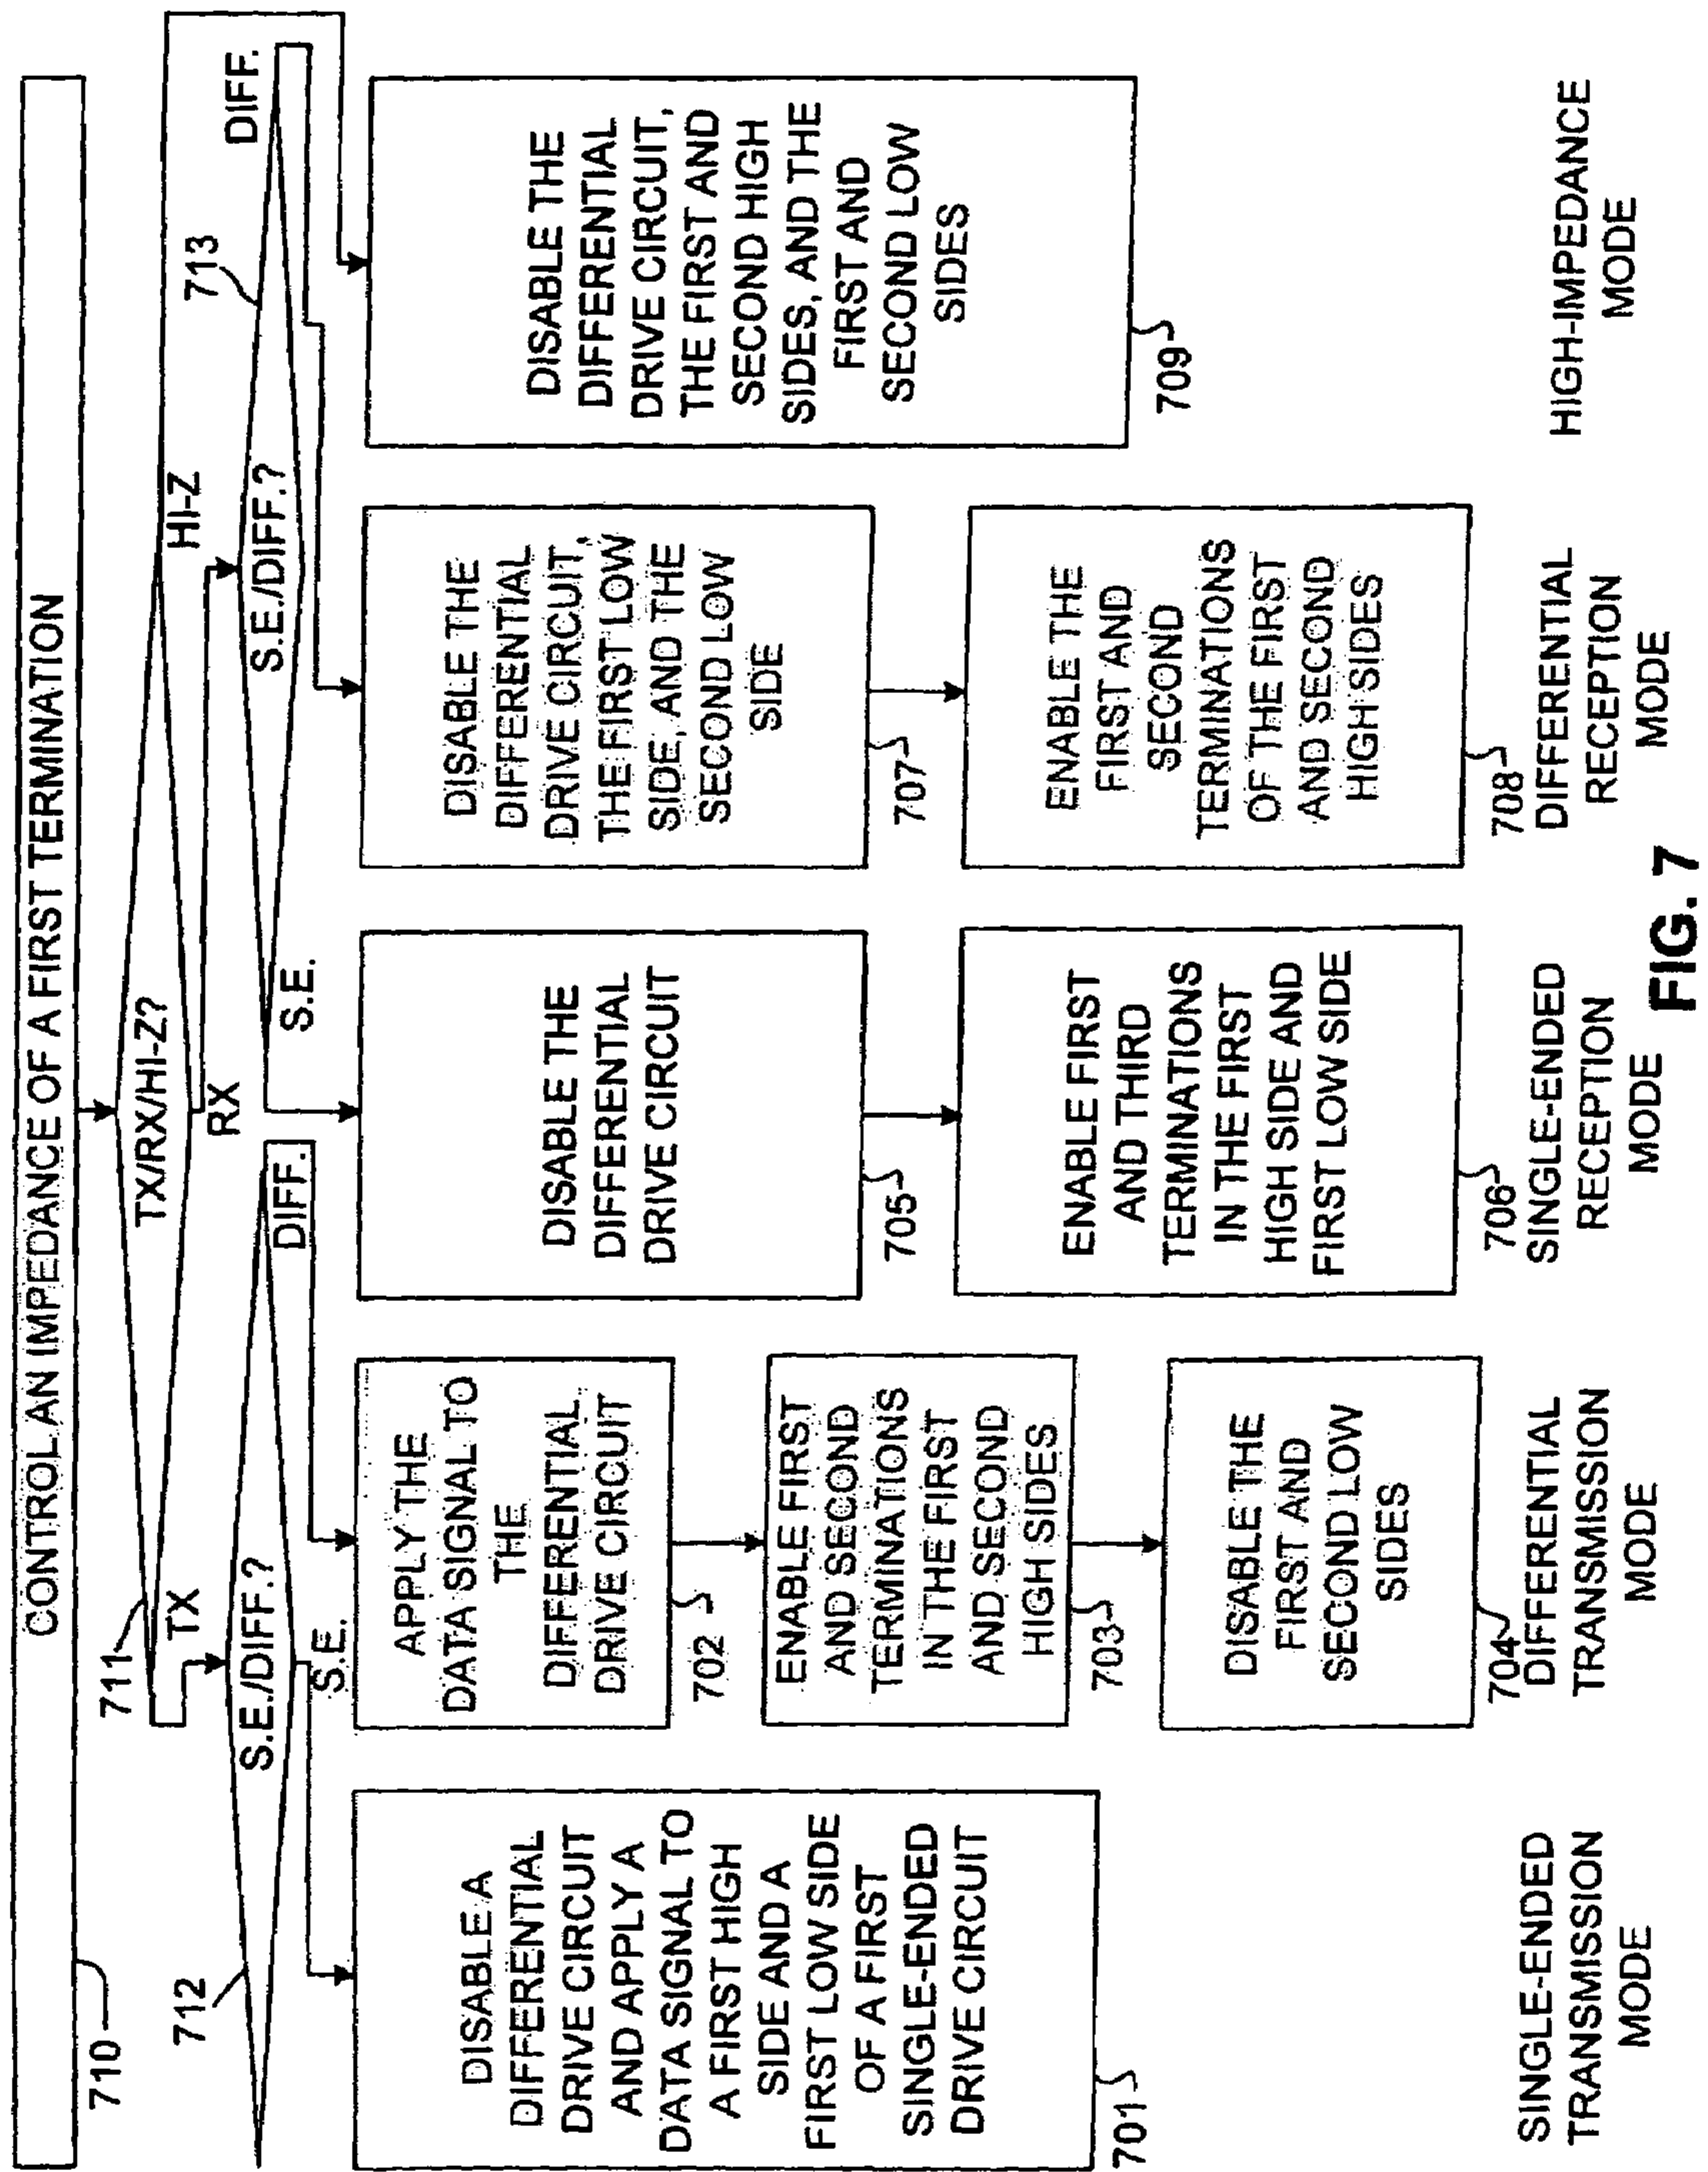 CONTROL AN IMPEDANCE OF A FIRST TERMINATION
710
711
TX/RX/HI-Z?
TX
RX
HI-Z
712
S.E./DIFF.?
S.E.
DIFF.
713
S.E./DIFF.?
S.E.
DIFF.
DISABLE A
DIFFERENTIAL
DRIVE CIRCUIT
AND APPLY A
DATA SIGNAL TO
A FIRST HIGH
SIDE AND A
FIRST LOW SIDE
OF A FIRST
SINGLE-ENDED
DRIVE CIRCUIT
701
SINGLE-ENDED
TRANSMISSION
MODE
APPLY THE
DATA SIGNAL TO
THE
DIFFERENTIAL
DRIVE CIRCUIT
702
ENABLE FIRST
AND SECOND
TERMINATIONS
IN THE FIRST
AND SECOND
HIGH SIDES
703
DISABLE THE
FIRST AND
SECOND LOW
SIDES
704
DIFFERENTIAL
TRANSMISSION
MODE
DISABLE THE
DIFFERENTIAL
DRIVE CIRCUIT
705
ENABLE FIRST
AND THIRD
TERMINATIONS
IN THE FIRST
HIGH SIDE AND
FIRST LOW SIDE
706
SINGLE-ENDED
RECEPTION
MODE
DISABLE THE
DIFFERENTIAL
DRIVE CIRCUIT,
THE FIRST LOW
SIDE, AND THE
SECOND LOW
SIDE
707
ENABLE THE
FIRST AND
SECOND
TERMINATIONS
OF THE FIRST
AND SECOND
HIGH SIDES
708
DIFFERENTIAL
RECEPTION
MODE
DISABLE THE
DIFFERENTIAL
DRIVE CIRCUIT,
THE FIRST AND
SECOND HIGH
SIDES, AND THE
FIRST AND
SECOND LOW
SIDES
709
HIGH-IMPEDANCE
MODE
FIG. 7